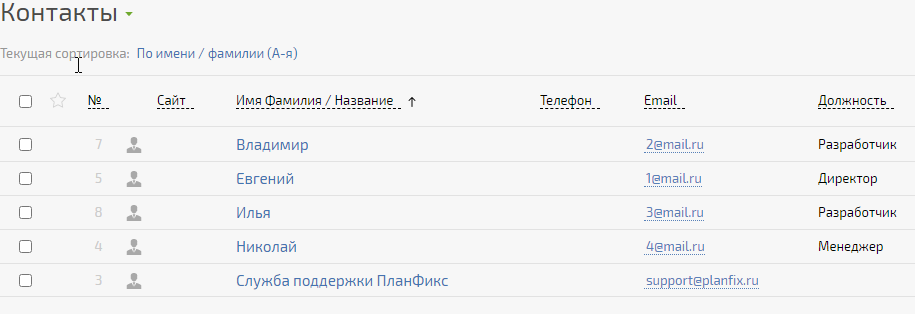 Контакты
Текущая сортировка: По имени / фамилии (А-я)
№ Сайт Имя Фамилия / Название ↑ Телефон Email Должность
7 Владимир 2@mail.ru Разработчик
5 Евгений 1@mail.ru Директор
8 Илья 3@mail.ru Разработчик
4 Николай 4@mail.ru Менеджер
3 Служба поддержки ПланФикс support@planfix.ru